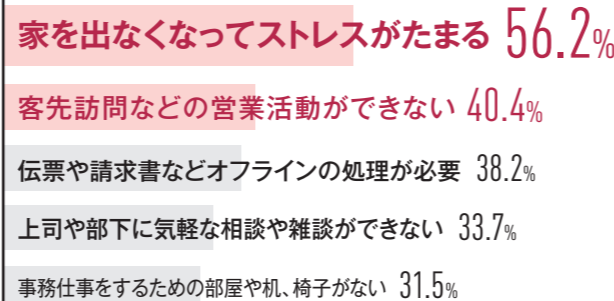 家を出なくなってストレスがたまる 56.2%
客先訪問などの営業活動ができない 40.4%
伝票や請求書などオフラインの処理が必要 38.2%
上司や部下に気軽な相談や雑談ができない 33.7%
事務仕事をするための部屋や机、椅子がない 31.5%